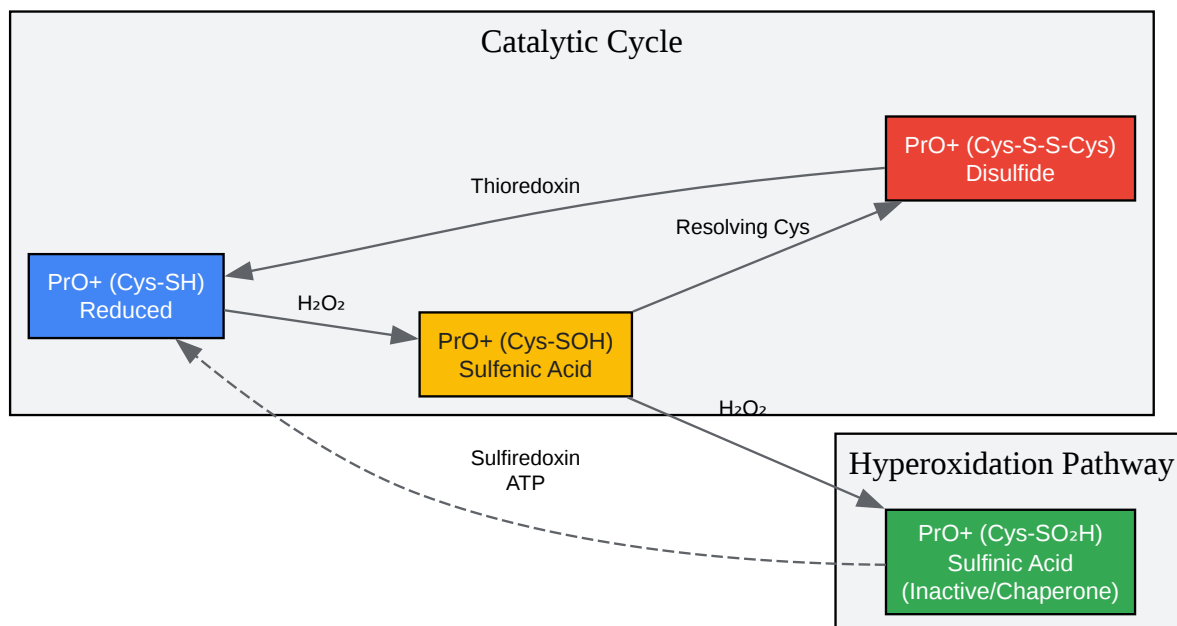 Catalytic Cycle
PrO+ (Cys-S-S-Cys)
Disulfide
Thioredoxin
Resolving Cys
PrO+ (Cys-SH)
Reduced
H₂O₂
PrO+ (Cys-SOH)
Sulfenic Acid
H₂O₂
Sulfiredoxin
ATP
Hyperoxidation Pathway
PrO+ (Cys-SO₂H)
Sulfinic Acid
(Inactive/Chaperone)